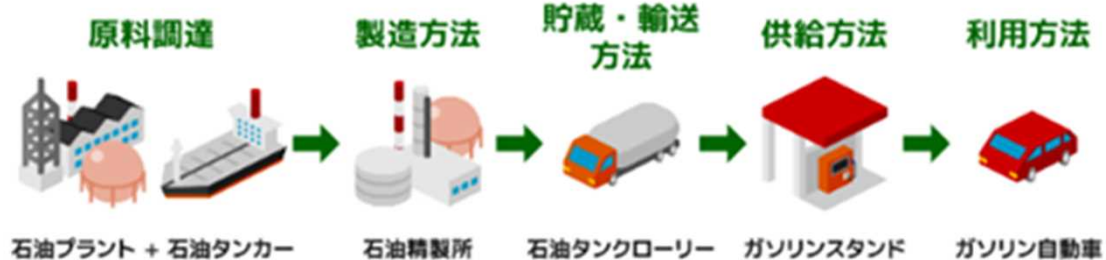 原料調達
製造方法
貯蔵・輸送
方法
供給方法
利用方法
石油プラント + 石油タンカー
石油精製所
石油タンクローリー
ガソリンスタンド
ガソリン自動車